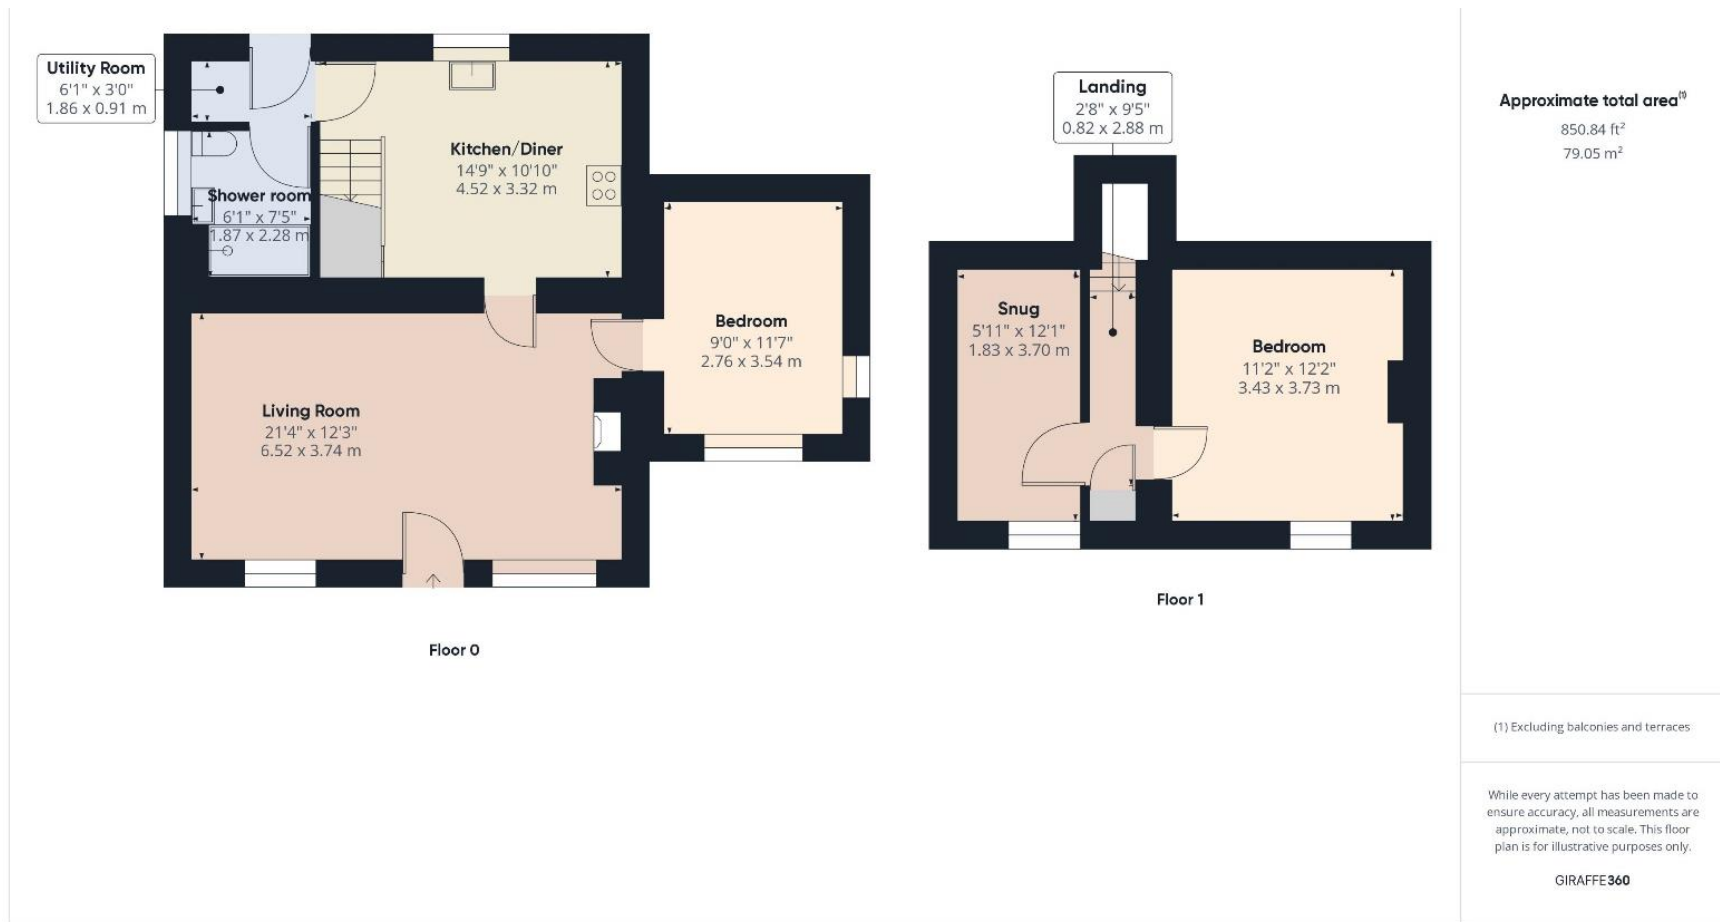 Utility Room
6'1" x 3'0"
1.86 x 0.91 m
Kitchen/Diner
14'9" x 10'10"
4.52 x 3.32 m
Shower room
6'1" x 7'5"
1.87 x 2.28 m
Bedroom
9'0" x 11'7"
2.76 x 3.54 m
Living Room
21'4" x 12'3"
6.52 x 3.74 m
Floor 0
Landing
2'8" x 9'5"
0.82 x 2.88 m
Snug
5'11" x 12'1"
1.83 x 3.70 m
Bedroom
11'2" x 12'2"
3.43 x 3.73 m
Floor 1
Approximate total area⁽¹⁾
850.84 ft²
79.05 m²
(1) Excluding balconies and terraces
While every attempt has been made to
ensure accuracy, all measurements are
approximate, not to scale. This floor
plan is for illustrative purposes only.
GIRAFFE360